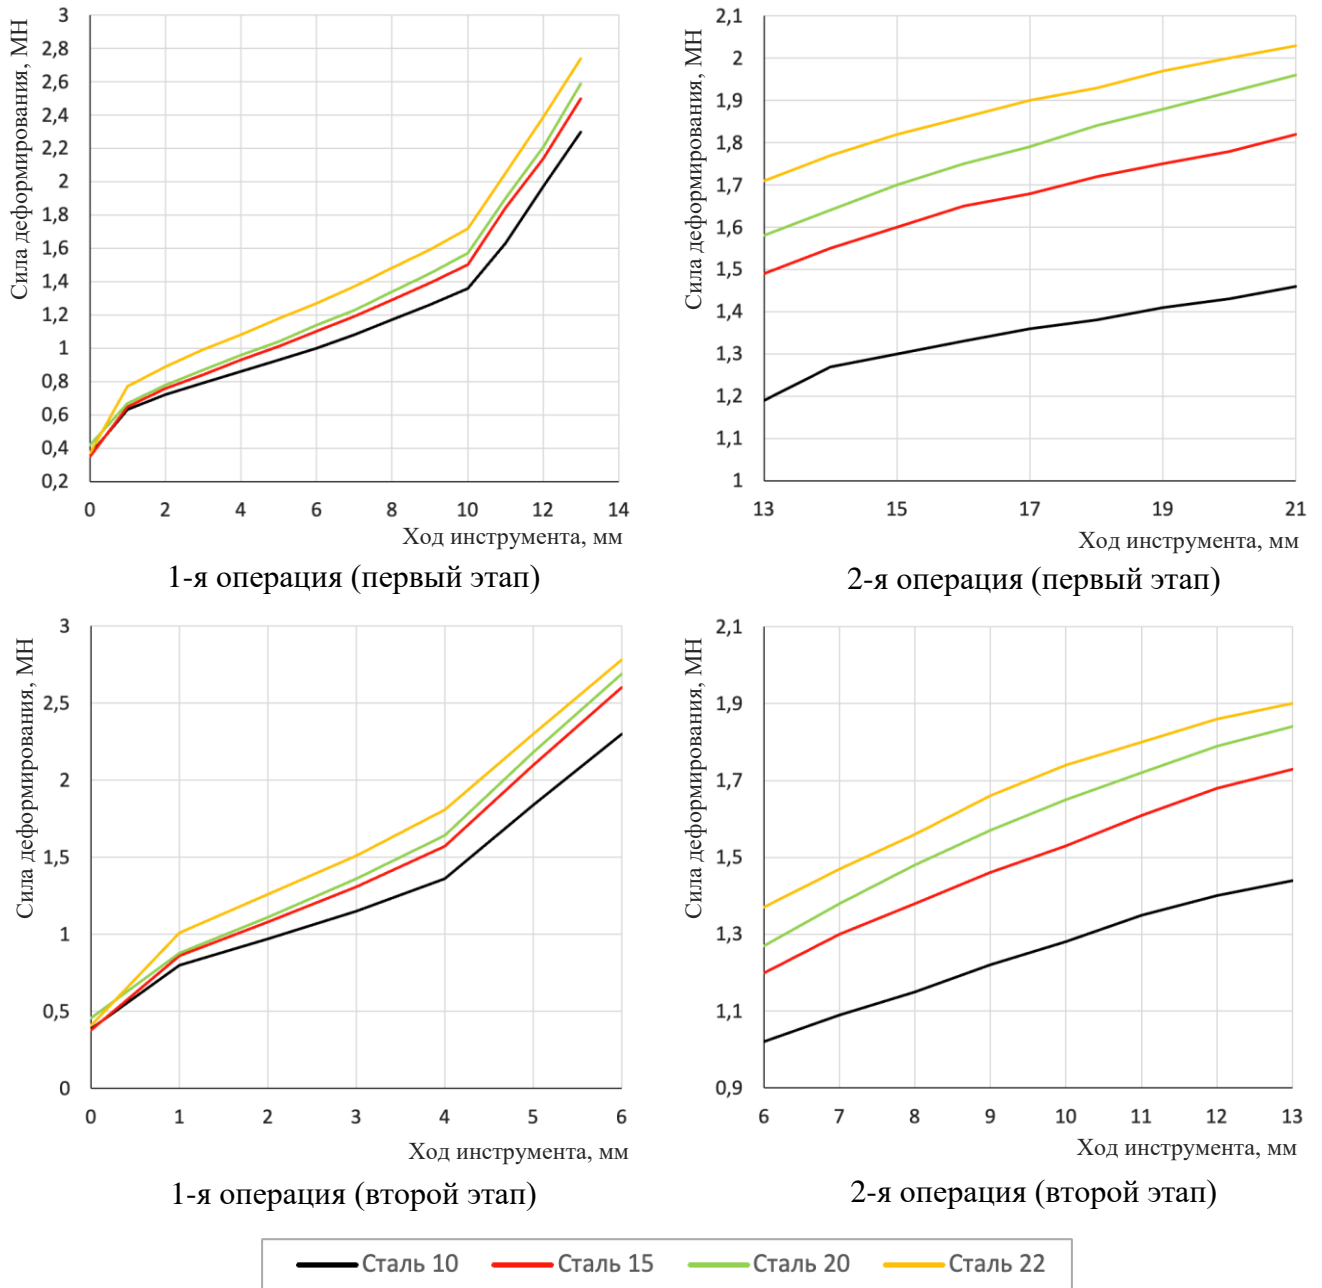 Сила деформирования, МН
3
2,8
2,6
2,4
2,2
2
1,8
1,6
1,4
1,2
1
0,8
0,6
0,4
0,2
0 2 4 6 8 10 12 14
Ход инструмента, мм
1-я операция (первый этап)
Сила деформирования, МН
2,1
2
1,9
1,8
1,7
1,6
1,5
1,4
1,3
1,2
1,1
1
13 15 17 19 21
Ход инструмента, мм
2-я операция (первый этап)
Сила деформирования, МН
3
2,5
2
1,5
1
0,5
0
0 1 2 3 4 5 6
Ход инструмента, мм
1-я операция (второй этап)
Сила деформирования, МН
2,1
1,9
1,7
1,5
1,3
1,1
0,9
6 7 8 9 10 11 12 13
Ход инструмента, мм
2-я операция (второй этап)
Сталь 10 Сталь 15 Сталь 20 Сталь 22